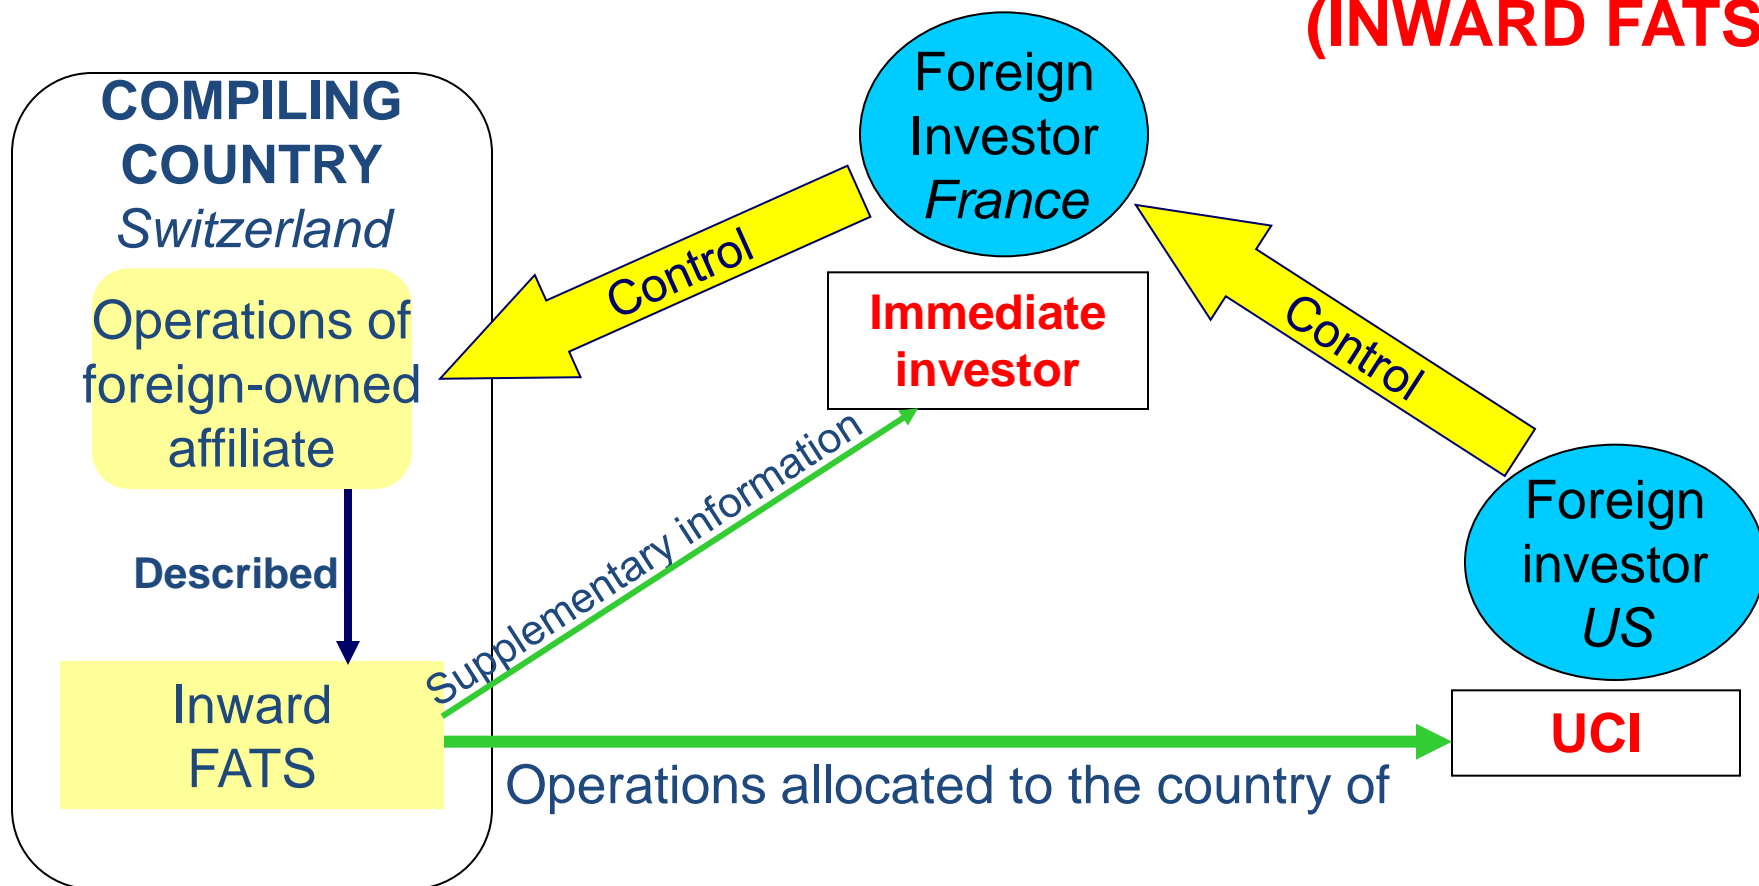 (INWARD FATS
COMPILING
COUNTRY
Switzerland
Operations of
foreign-owned
affiliate
Described
Inward
FATS
Control
Foreign
Investor
France
Immediate
investor
Supplementary information
Control
Foreign
investor
US
UCI
Operations allocated to the country of